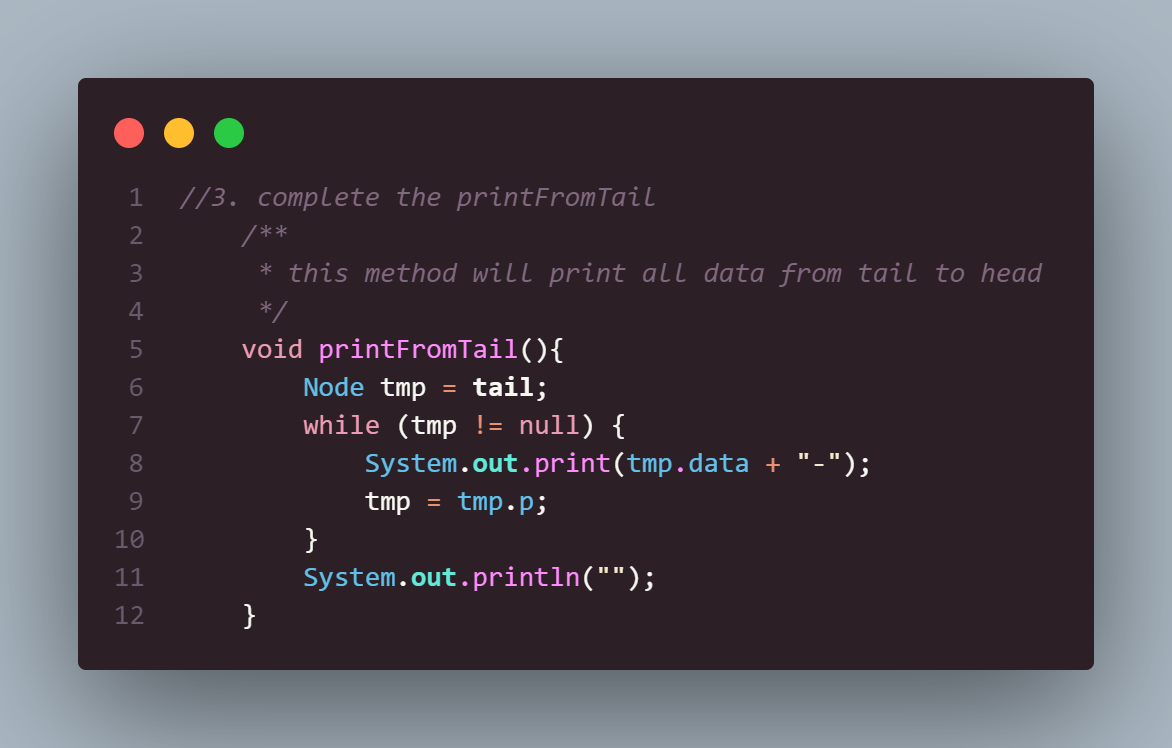 1 //3. complete the printFromTail
2     /**
3      * this method will print all data from tail to head
4      */
5     void printFromTail(){
6         Node tmp = tail;
7         while (tmp != null) {
8             System.out.print(tmp.data + "-");
9             tmp = tmp.p;
10         }
11         System.out.println("");
12     }